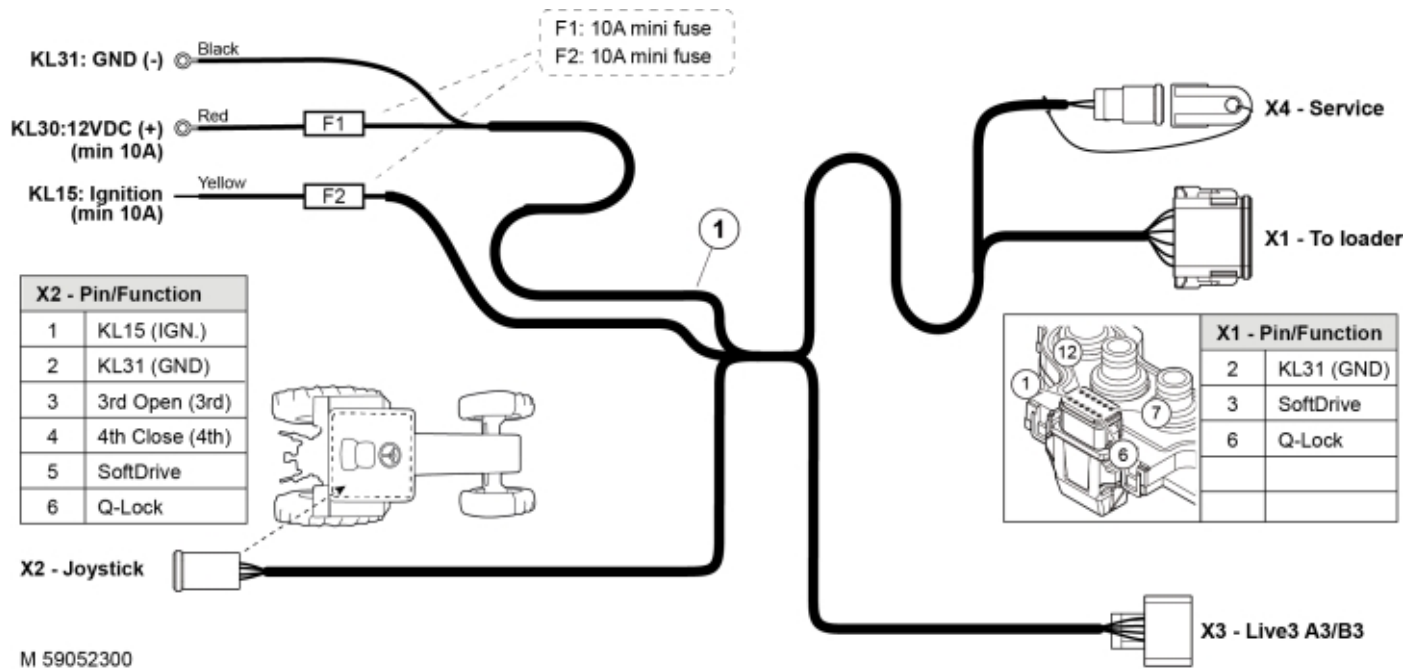 F1: 10A mini fuse
F2: 10A mini fuse
KL31: GND (-)
Black
KL30:12VDC (+)
(min 10A)
Red
F1
KL15: Ignition
(min 10A)
Yellow
F2
X4 - Service
1
X1 - To loader
X2 - Pin/Function
1 KL15 (IGN.)
2 KL31 (GND)
3 3rd Open (3rd)
4 4th Close (4th)
5 SoftDrive
6 Q-Lock
12
1
7
6
X1 - Pin/Function
2 KL31 (GND)
3 SoftDrive
6 Q-Lock
X2 - Joystick
X3 - Live3 A3/B3
M 59052300